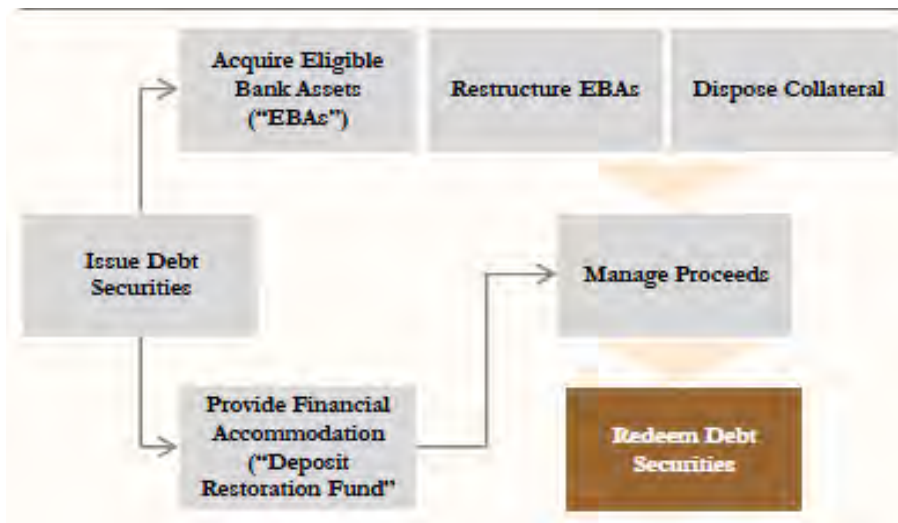 Acquire Eligible
Bank Assets
(“EBAs”)
Restructure EBAs
Dispose Collateral
Issue Debt
Securities
Manage Proceeds
Provide Financial
Accommodation
(“Deposit
Restoration Fund”
Redeem Debt
Securities